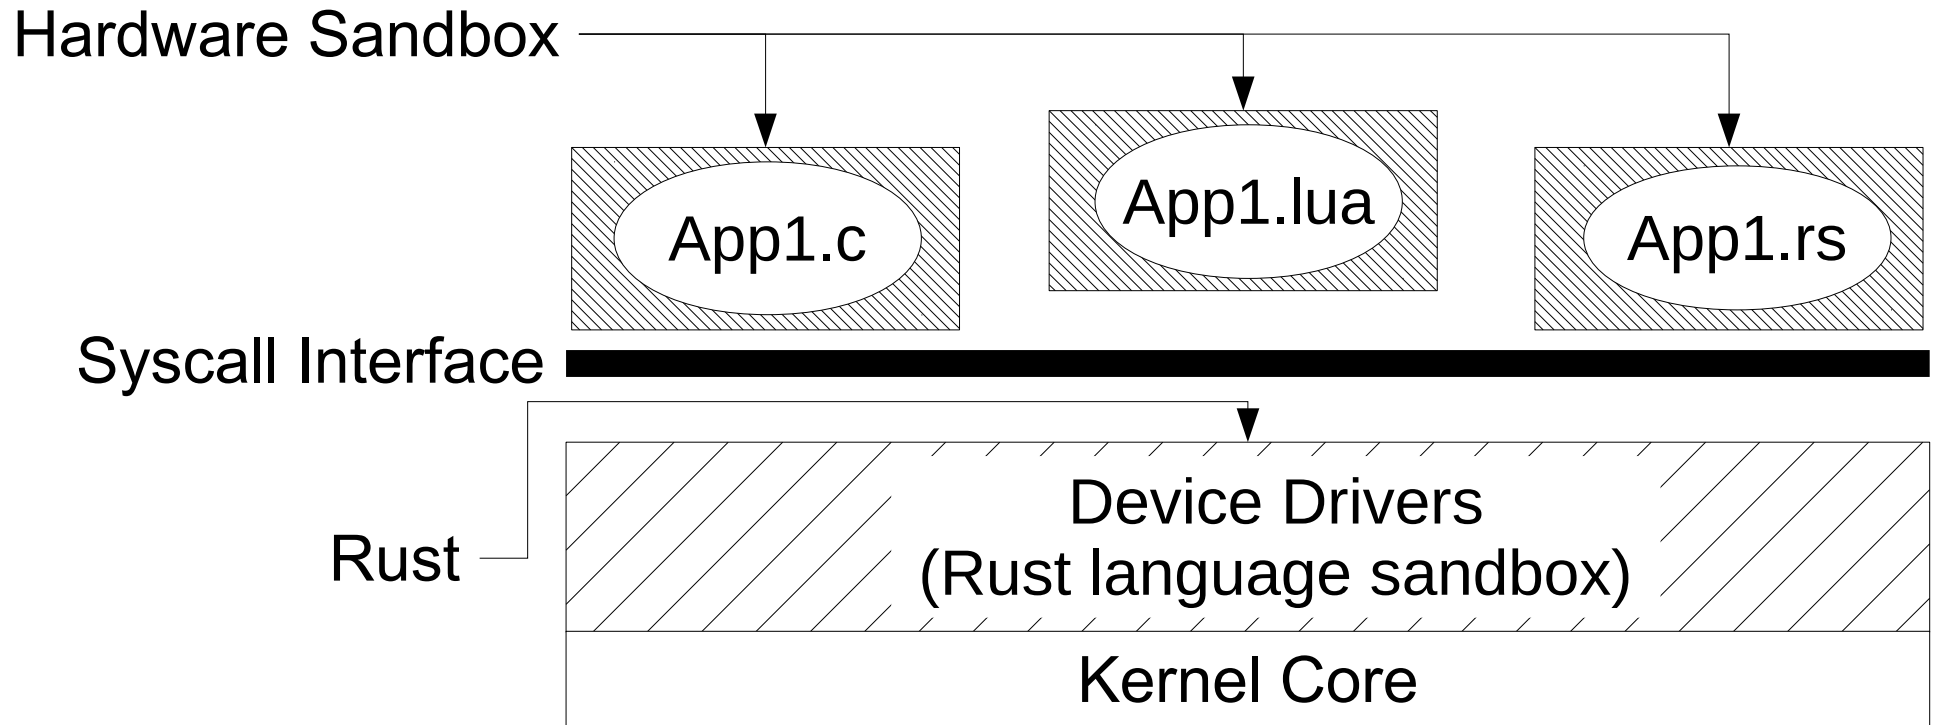 Hardware Sandbox
App1.c
App1.lua
App1.rs
Syscall Interface
Rust
Device Drivers
(Rust language sandbox)
Kernel Core